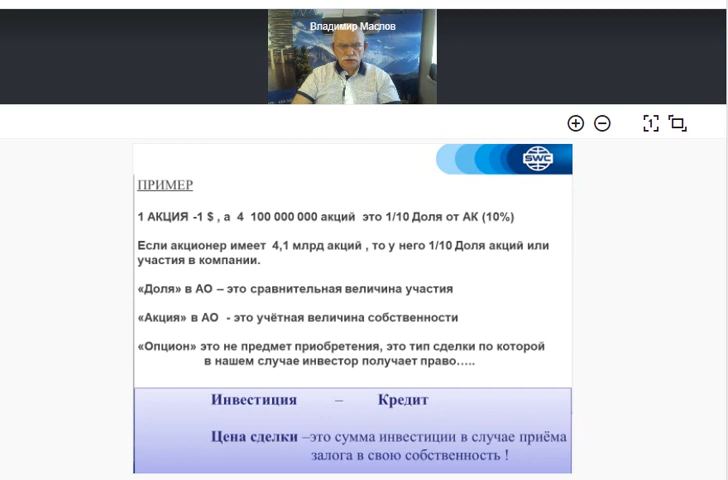 Владимир Маслов
SWC
ПРИМЕР
1 АКЦИЯ -1 $ , а 4 100 000 000 акций это 1/10 Доля от АК (10%)
Если акционер имеет 4,1 млрд акций , то у него 1/10 Доля акций или
участия в компании.
«Доля» в АО – это сравнительная величина участия
«Акция» в АО - это учётная величина собственности
«Опцион» это не предмет приобретения, это тип сделки по которой
в нашем случае инвестор получает право…..
Инвестиция – Кредит
Цена сделки –это сумма инвестиции в случае приёма
залога в свою собственность !